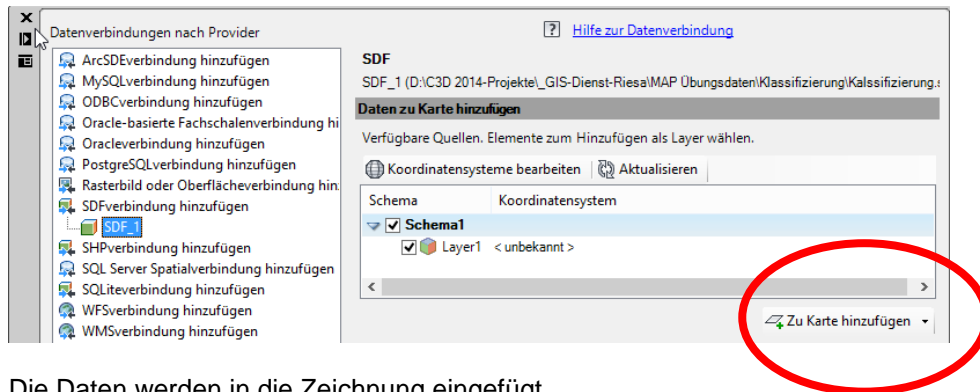 Datenverbindungen nach Provider
ArcSDEverbindung hinzufügen
MySQLverbindung hinzufügen
ODBCverbindung hinzufügen
Oracle-basierte Fachschalenverbindung hi
Oracleverbindung hinzufügen
PostgreSQLverbindung hinzufügen
Rasterbild oder Oberflächeverbindung hin
SDFverbindung hinzufügen
SDF_1
SHPverbindung hinzufügen
SQL Server Spatialverbindung hinzufügen
SQLiteverbindung hinzufügen
WFSverbindung hinzufügen
WMSverbindung hinzufügen
? Hilfe zur Datenverbindung
SDF
SDF_1 (D:\C3D 2014-Projekte\_GIS-Dienst-Riesa\MAP Übungsdaten\Klassifizierung\Kalssifizierung.s
Daten zu Karte hinzufügen
Verfügbare Quellen. Elemente zum Hinzufügen als Layer wählen.
Koordinatensysteme bearbeiten Aktualisieren
Schema Koordinatensystem
Schema1
Layer1 < unbekannt >
Zu Karte hinzufügen
Die Daten werden in die Zeichnung eingefügt